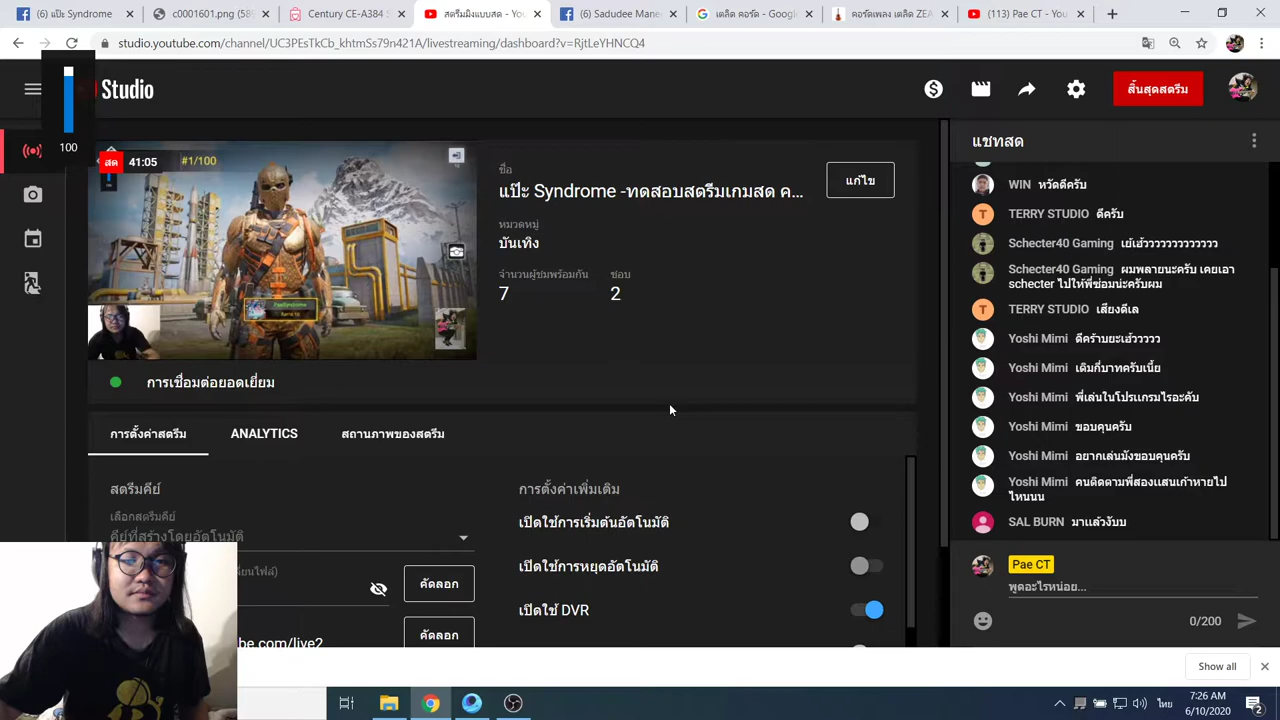 (6) แป๊ะ Syndrom
c0001601.png (589
Century CE-A384 S
สตรีมมิงแบบสด - You
(6) Sadudee Manee
เตลิด คอร์ด - Google
คอร์ดเพลง เตลิด ZEA
(113) Pae CT - You
studio.youtube.com/channel/UC3PEsTkCb_khtmSs79n421A/livestreaming/dashboard?v=RjtLeYHNCQ4
Studio
สิ้นสุดสตรีม
100
สด 41:05 #1/100
ชื่อ
แป๊ะ Syndrome -ทดสอบสตรีมเกมสด ค...
แก้ไข
หมวดหมู่
บันเทิง
จำนวนผู้ชมพร้อมกัน ชอบ
7 2
การเชื่อมต่อยอดเยี่ยม
การตั้งค่าสตรีม ANALYTICS สถานภาพของสตรีม
สตรีมคีย์
เลือกสตรีมคีย์
คีย์ที่สร้างโดยอัตโนมัติ
คัดลอก
be.com/live2
คัดลอก
การตั้งค่าเพิ่มเติม
เปิดใช้การเริ่มต้นอัตโนมัติ
เปิดใช้การหยุดอัตโนมัติ
เปิดใช้ DVR
แชทสด
WIN หวัดดีครับ
TERRY STUDIO ดีครับ
Schecter40 Gaming เย้เฮ้ววววววววววววว
Schecter40 Gaming ผมพลายนะครับ เคยเอา
schecter ไปให้พี่ซ่อมน่ะครับผม
TERRY STUDIO เสียงดีเล
Yoshi Mimi ดีคร้าบยะเฮ้ววววว
Yoshi Mimi เติมกี่บาทครับเนี้ย
Yoshi Mimi พี่เล่นในโปรแกรมไรอะคับ
Yoshi Mimi ขอบคุนครับ
Yoshi Mimi อยากเล่นมังขอบคุนครับ
Yoshi Mimi คนติดตามพี่สองแสนเก้าหายไป
ไหนนน
SAL BURN มาแล้วงับบ
Pae CT
พูดอะไรหน่อย...
0/200
Show all
ไทย
7:26 AM
6/10/2020
2